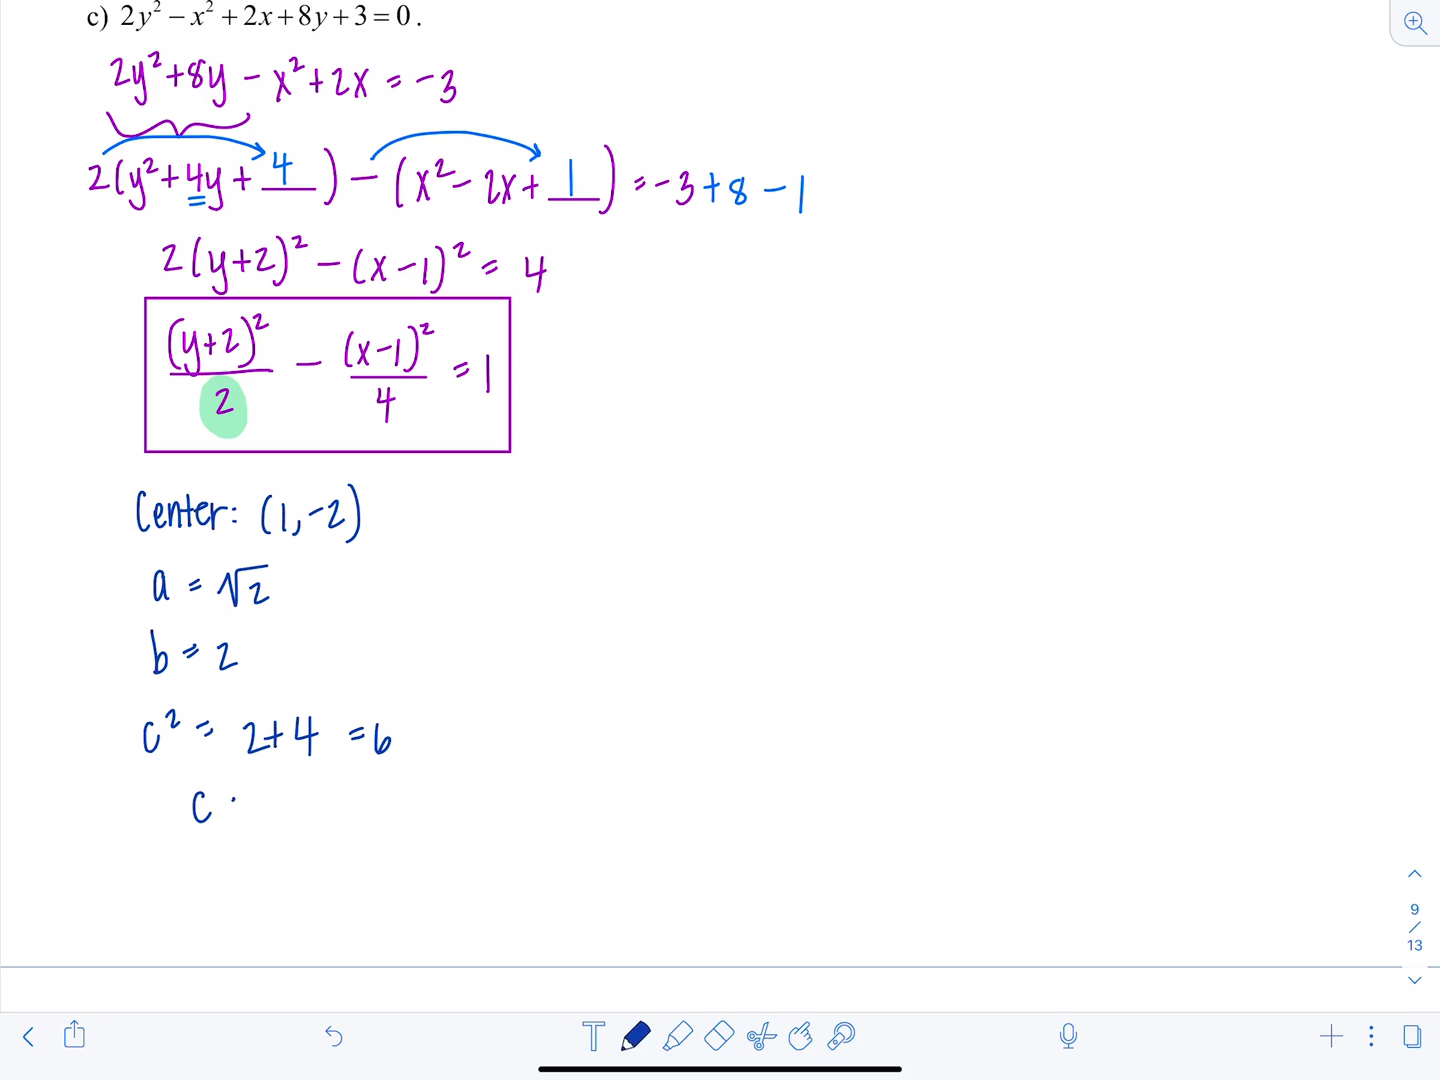 c) 2y² − x² + 2x + 8y + 3 = 0.
2y² + 8y − x² + 2x = −3
2(y² + 4y + 4) − (x² − 2x + 1) = −3 + 8 − 1
2(y+2)² − (x−1)² = 4
(y+2)²/2 − (x−1)²/4 = 1
Center: (1, −2)
a = √2
b = 2
c² = 2+4 = 6
c
9
/
13
T